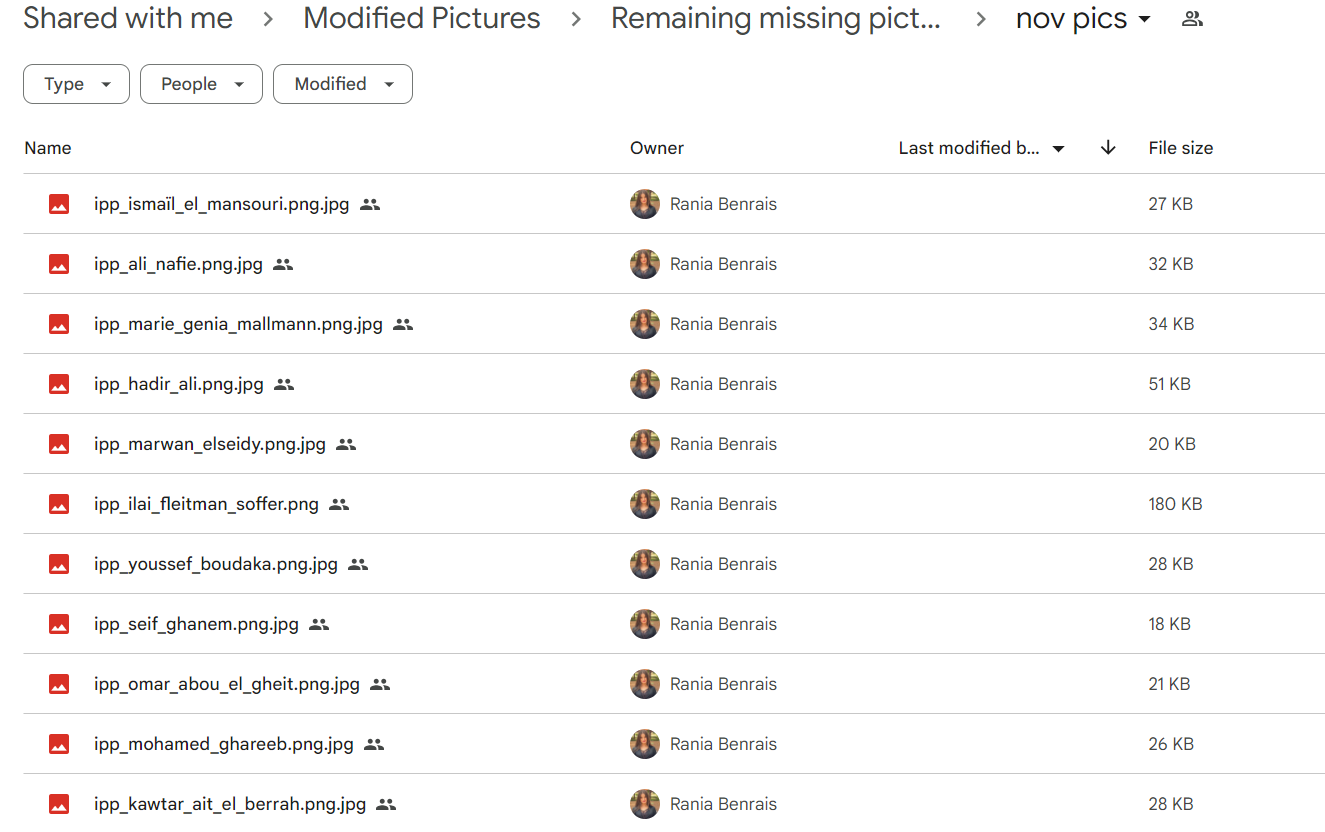 Shared with me > Modified Pictures > Remaining missing pict... > nov pics
Type People Modified
Name Owner Last modified b... File size
ipp_ismaïl_el_mansouri.png.jpg Rania Benrais 27 KB
ipp_ali_nafie.png.jpg Rania Benrais 32 KB
ipp_marie_genia_mallmann.png.jpg Rania Benrais 34 KB
ipp_hadir_ali.png.jpg Rania Benrais 51 KB
ipp_marwan_elseidy.png.jpg Rania Benrais 20 KB
ipp_ilai_fleitman_soffer.png Rania Benrais 180 KB
ipp_youssef_boudaka.png.jpg Rania Benrais 28 KB
ipp_seif_ghanem.png.jpg Rania Benrais 18 KB
ipp_omar_abou_el_gheit.png.jpg Rania Benrais 21 KB
ipp_mohamed_ghareeb.png.jpg Rania Benrais 26 KB
ipp_kawtar_ait_el_berrah.png.jpg Rania Benrais 28 KB